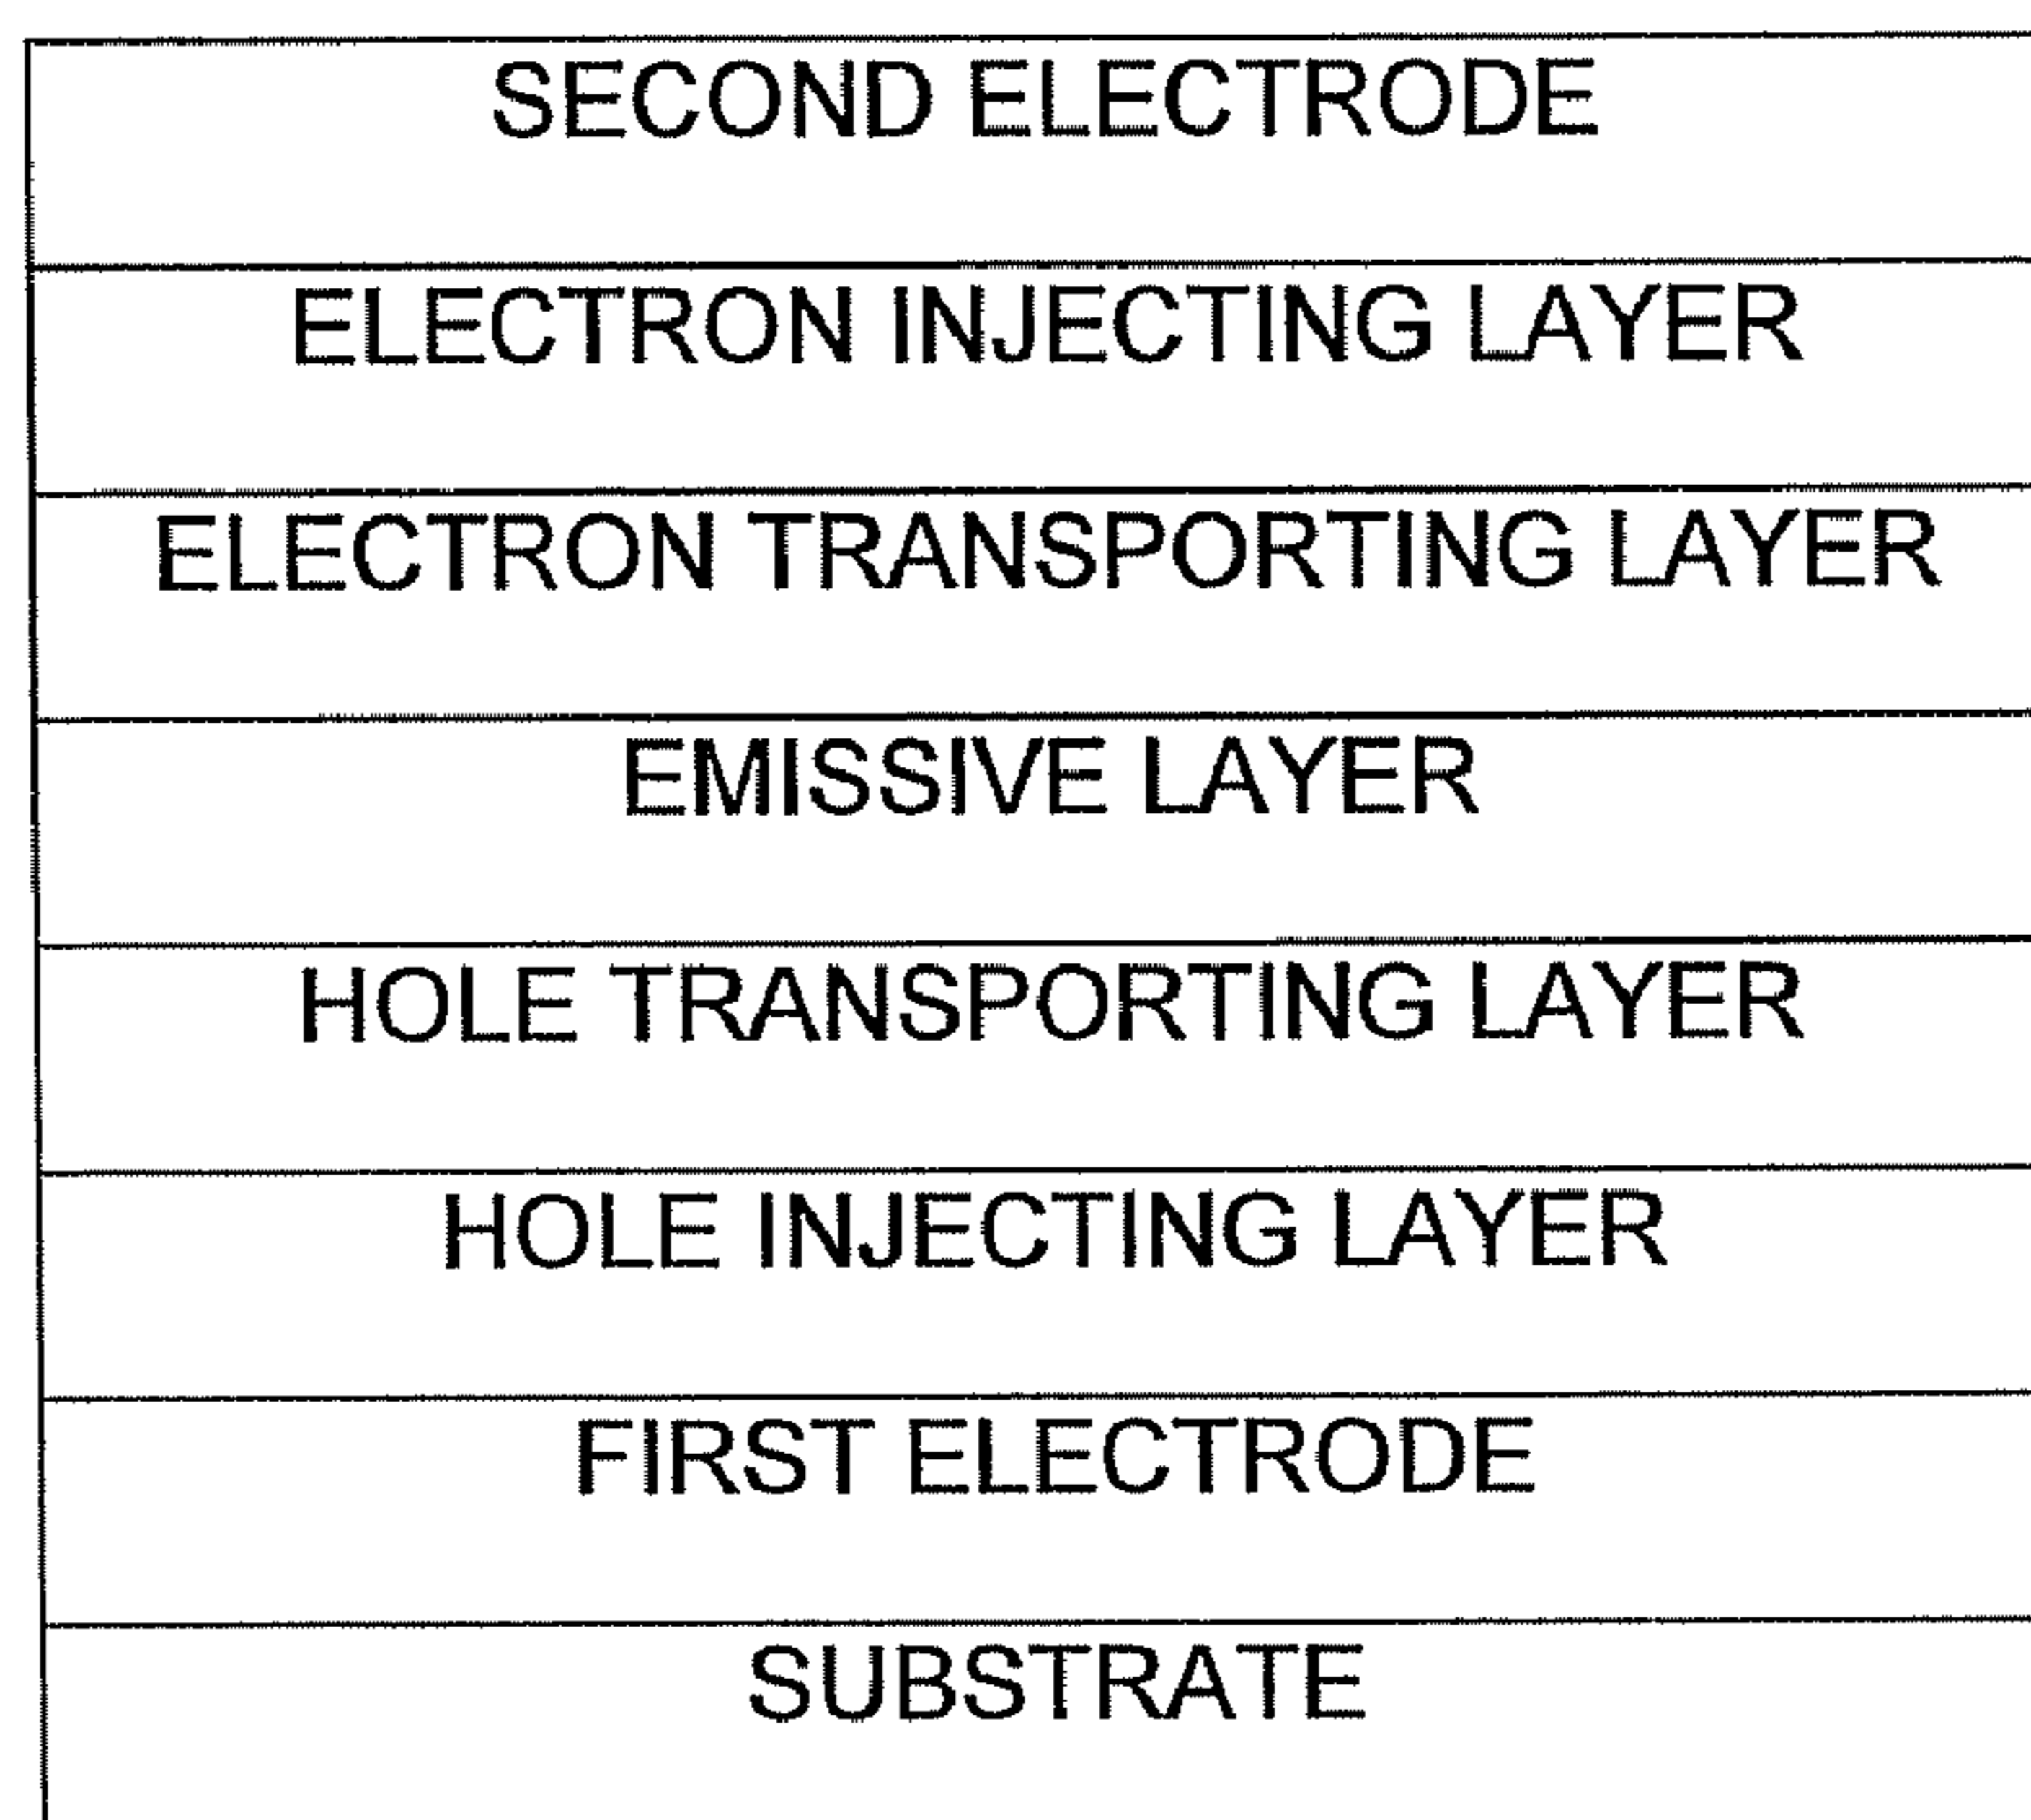 SECOND ELECTRODE
ELECTRON INJECTING LAYER
ELECTRON TRANSPORTING LAYER
EMISSIVE LAYER
HOLE TRANSPORTING LAYER
HOLE INJECTING LAYER
FIRST ELECTRODE
SUBSTRATE